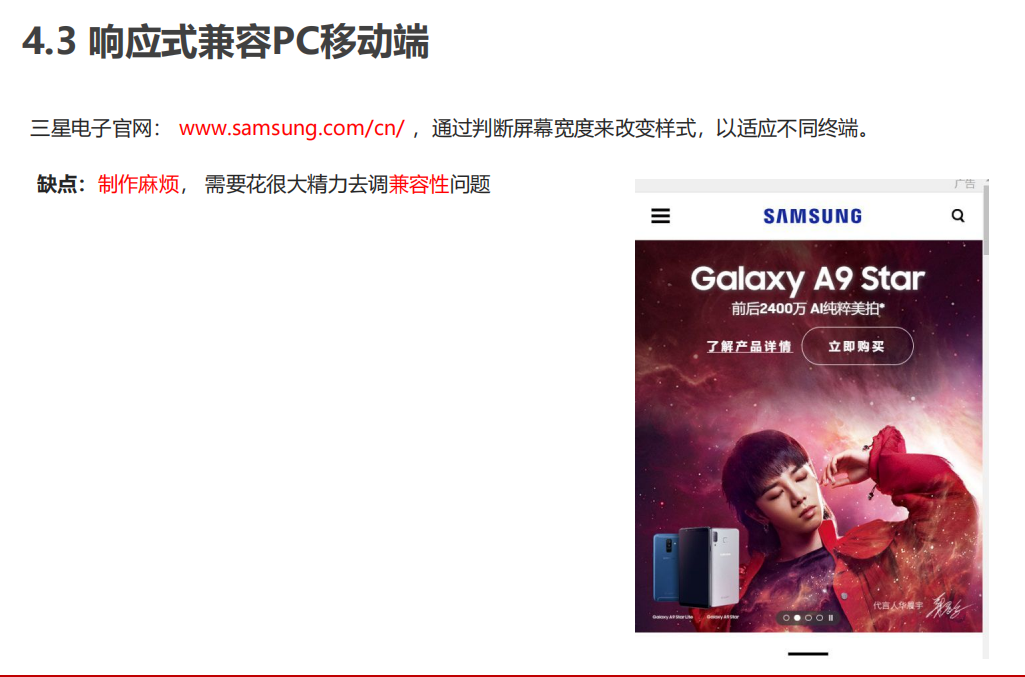 4.3 响应式兼容PC移动端
三星电子官网： www.samsung.com/cn/ ，通过判断屏幕宽度来改变样式，以适应不同终端。
缺点：制作麻烦， 需要花很大精力去调兼容性问题
广告
SAMSUNG
Galaxy A9 Star
前后2400万 AI纯粹美拍*
了解产品详情 立即购买
代言人华晨宇
Galaxy A9 Star Lite Galaxy A9 Star